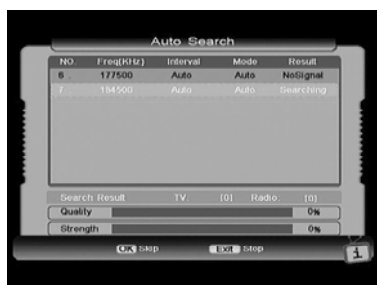 Auto Search
NO. Freq(KHz) Interval Mode Result
6 . 177500 Auto Auto NoSignal
7 . 184500 Auto Auto Searching
Search Result TV: [0] Radio: [0]
Quality 0%
Strength 0%
OK Skip Exit Stop
i